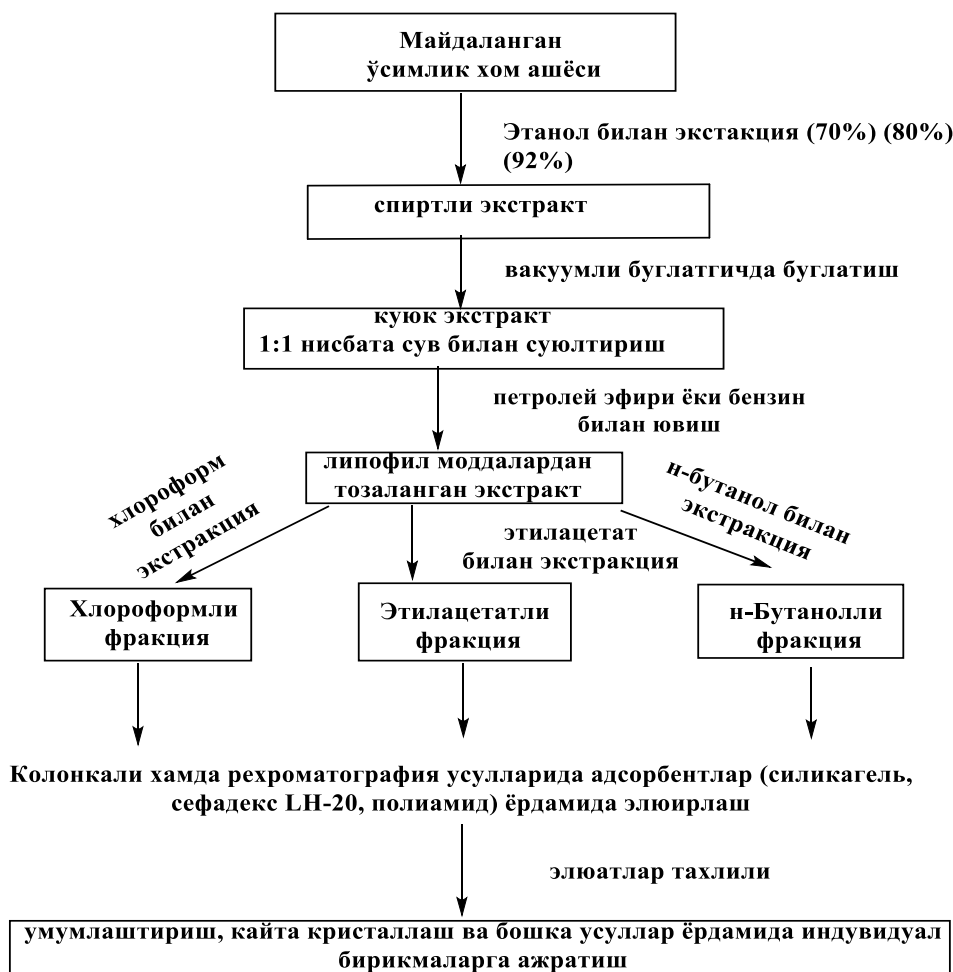 Майдаланган
ўсимлик хом ашёси
Этанол билан экстакция (70%) (80%)
(92%)
спиртли экстракт
вакуумли буглатгичда буглатиш
куюк экстракт
1:1 нисбата сув билан суюлтириш
петролей эфири ёки бензин
билан ювиш
липофил моддалардан
тозаланган экстракт
хлороформ
билан
экстракция
этилацетат
билан экстракция
н-бутанол билан
экстракция
Хлороформли
фракция
Этилацетатли
фракция
н-Бутанолли
фракция
Колонкали хамда рехроматография усулларида адсорбентлар (силикагель,
сефадекс LH-20, полиамид) ёрдамида элюирлаш
элюатлар тахлили
умумлаштириш, кайта кристаллаш ва бошка усуллар ёрдамида индувидуал
бирикмаларга ажратиш